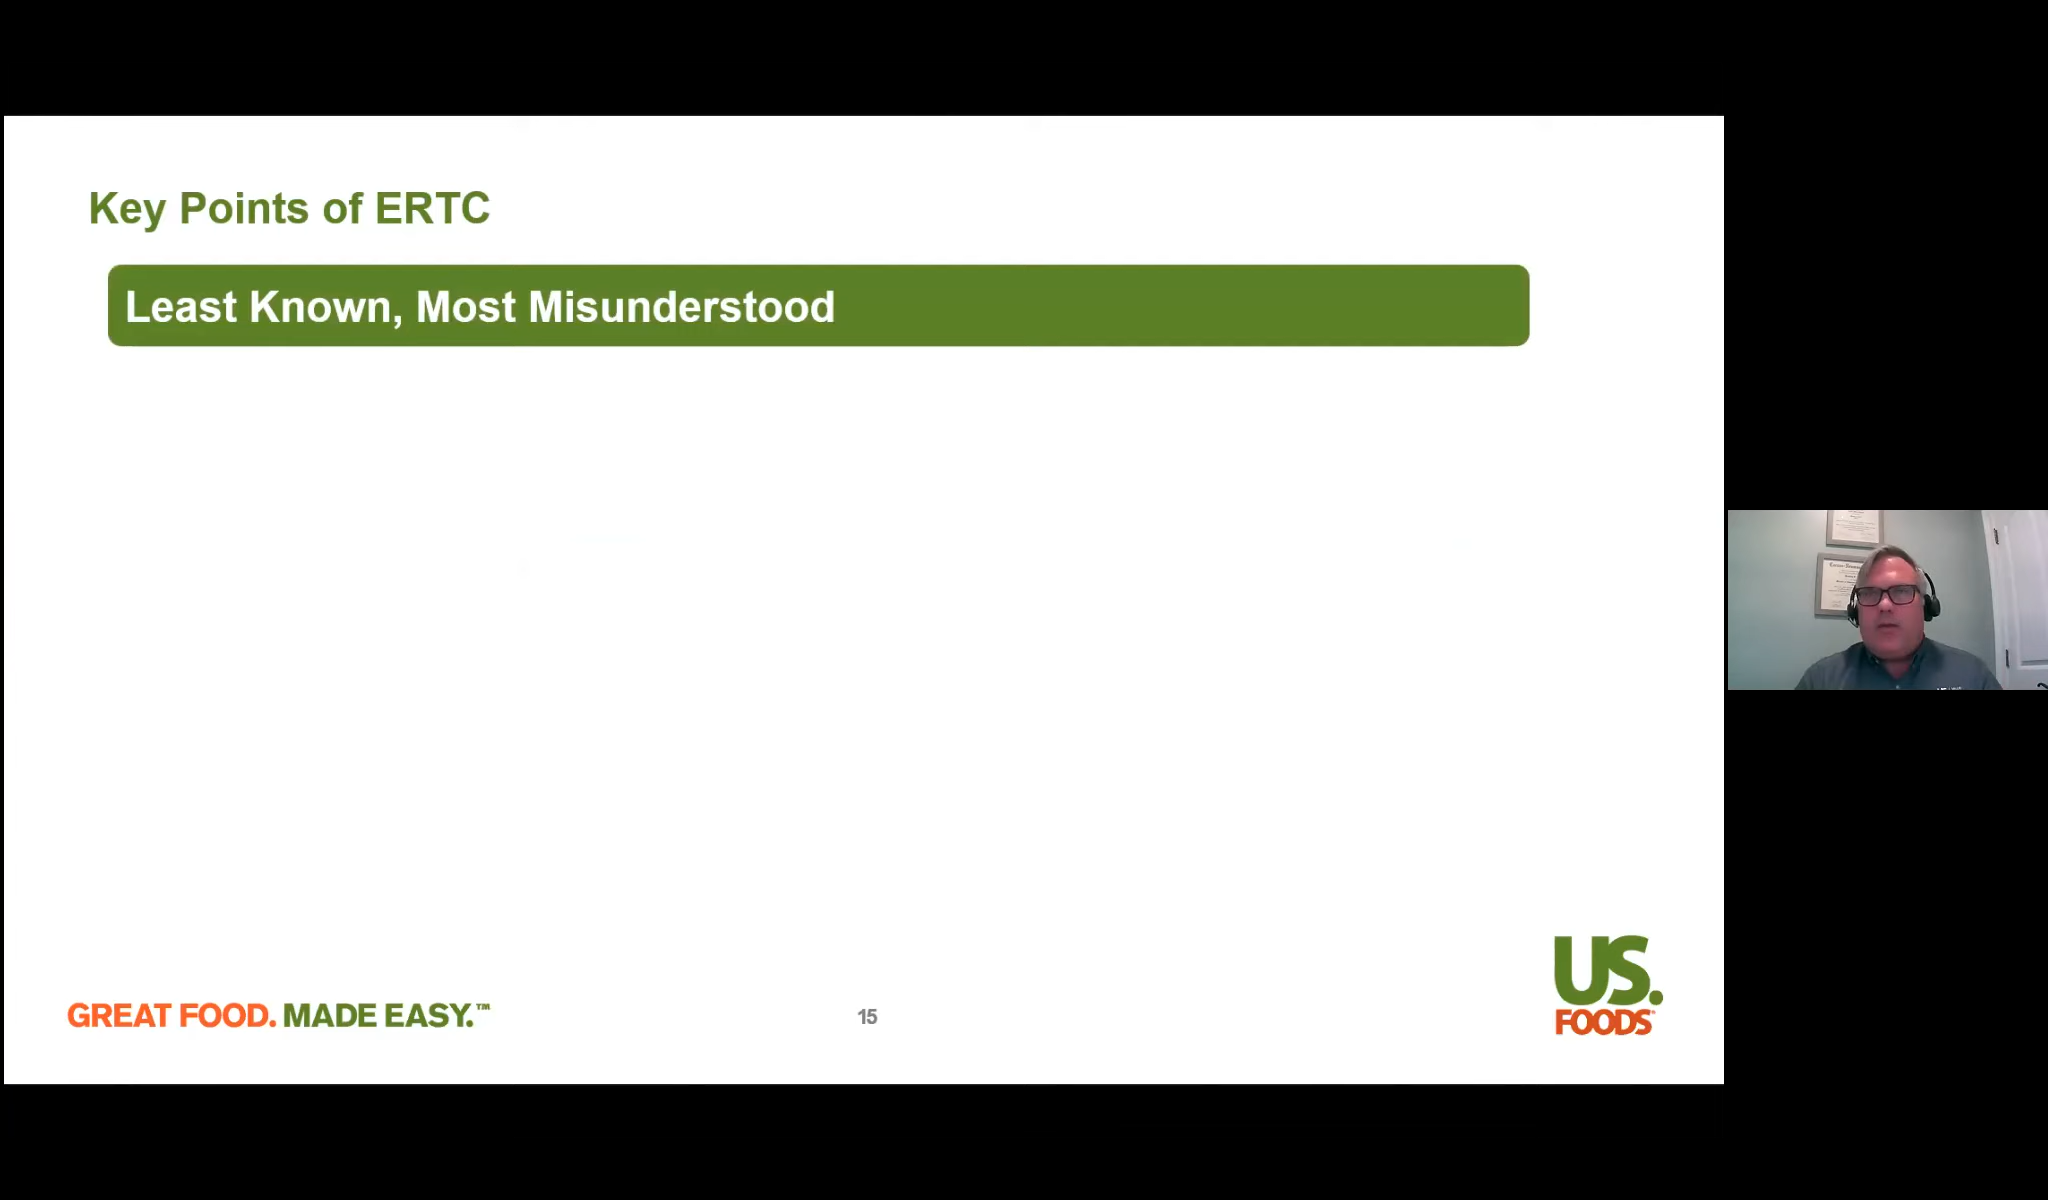 Key Points of ERTC
Least Known, Most Misunderstood
GREAT FOOD. MADE EASY.™
15
US.
FOODS